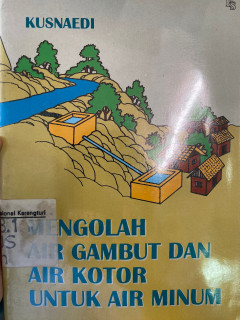 KUSNAEDI
MENGOLAH
AIR GAMBUT DAN
AIR KOTOR
UNTUK AIR MINUM